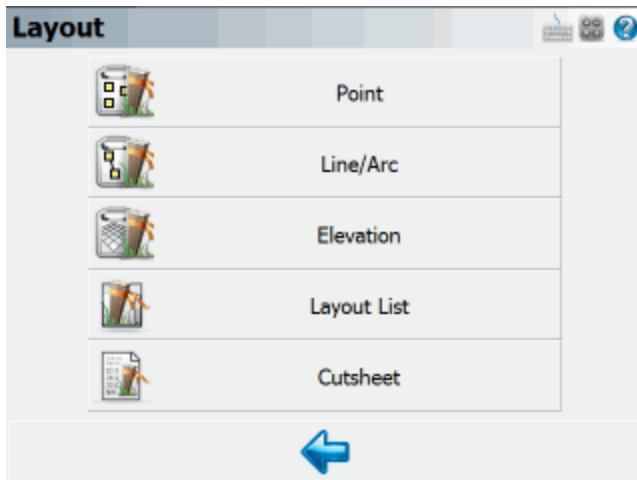 Layout
Point
Line/Arc
Elevation
Layout List
Cutsheet